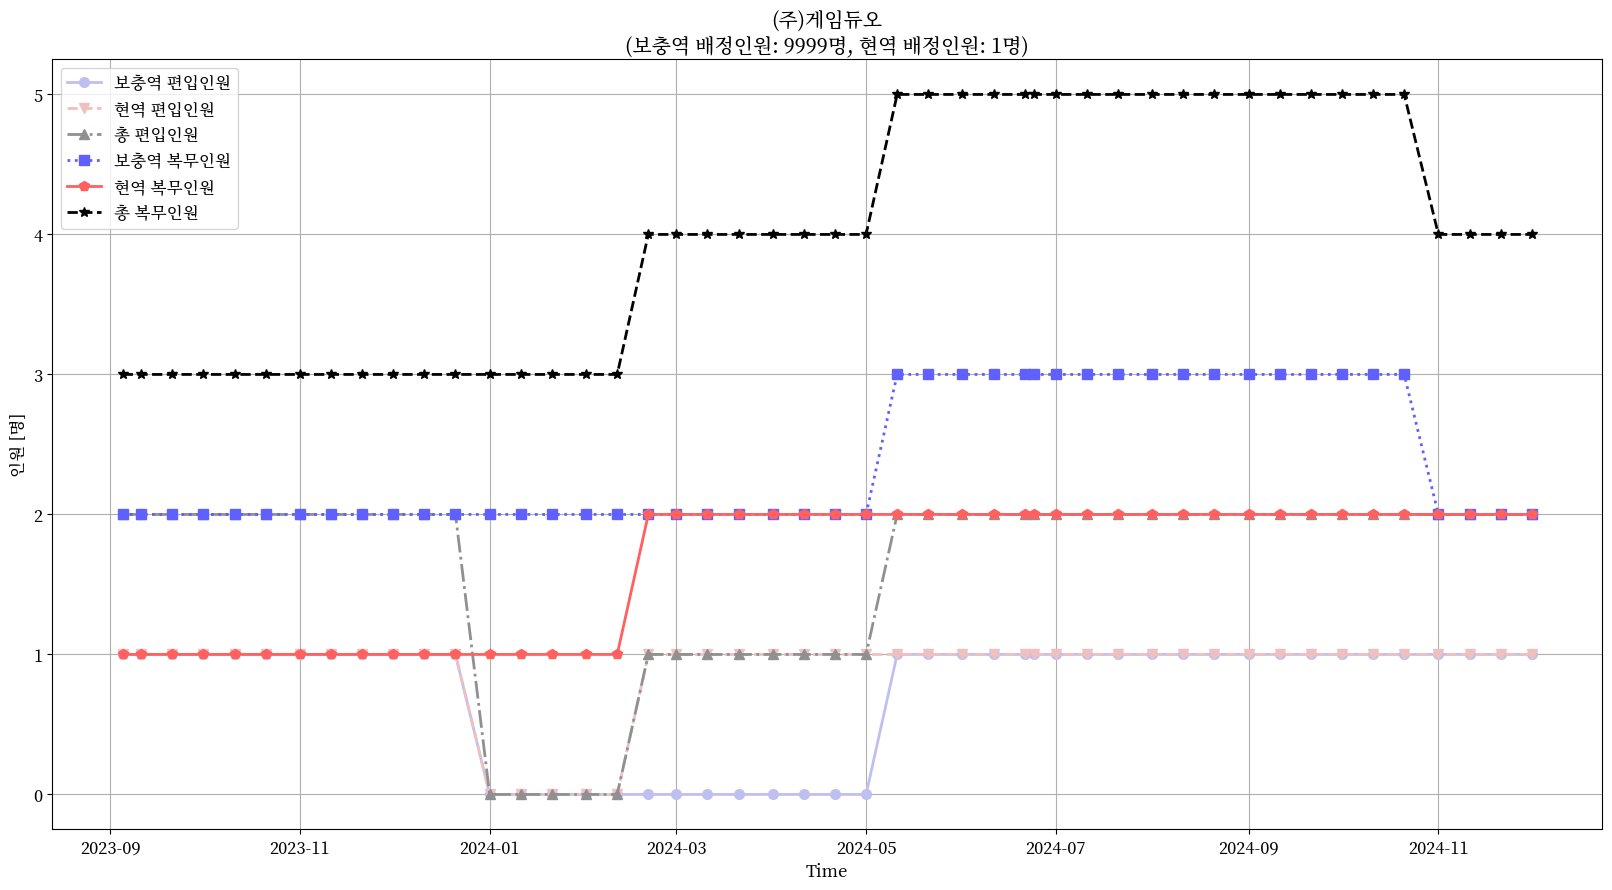 (주)게임듀오
(보충역 배정인원: 9999명, 현역 배정인원: 1명)
보충역 편입인원
현역 편입인원
총 편입인원
보충역 복무인원
현역 복무인원
총 복무인원
인원 [명]
5
4
3
2
1
0
2023-09
2023-11
2024-01
2024-03
2024-05
2024-07
2024-09
2024-11
Time